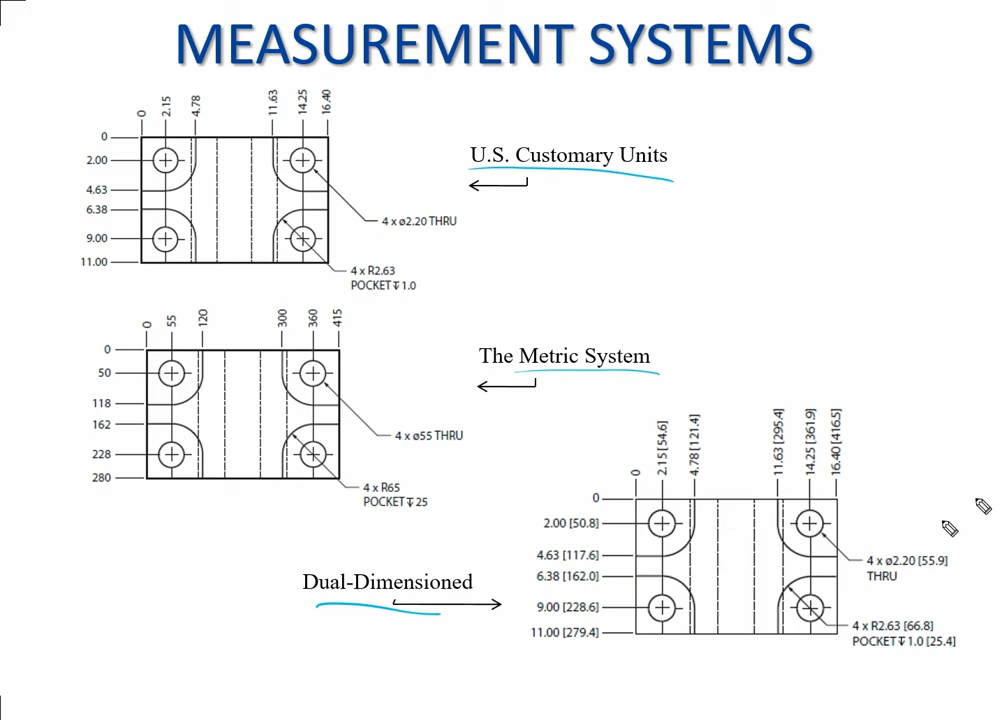 MEASUREMENT SYSTEMS
0
2.15
4.78
11.63
14.25
16.40
0
2.00
4.63
6.38
9.00
11.00
4 x ø2.20 THRU
4 x R2.63
POCKET↧1.0
U.S. Customary Units
0
55
120
300
360
415
0
50
118
162
228
280
4 x ø55 THRU
4 x R65
POCKET↧25
The Metric System
Dual-Dimensioned
0
2.15 [54.6]
4.78 [121.4]
11.63 [295.4]
14.25 [361.9]
16.40 [416.5]
0
2.00 [50.8]
4.63 [117.6]
6.38 [162.0]
9.00 [228.6]
11.00 [279.4]
4 x ø2.20 [55.9]
THRU
4 x R2.63 [66.8]
POCKET↧1.0 [25.4]